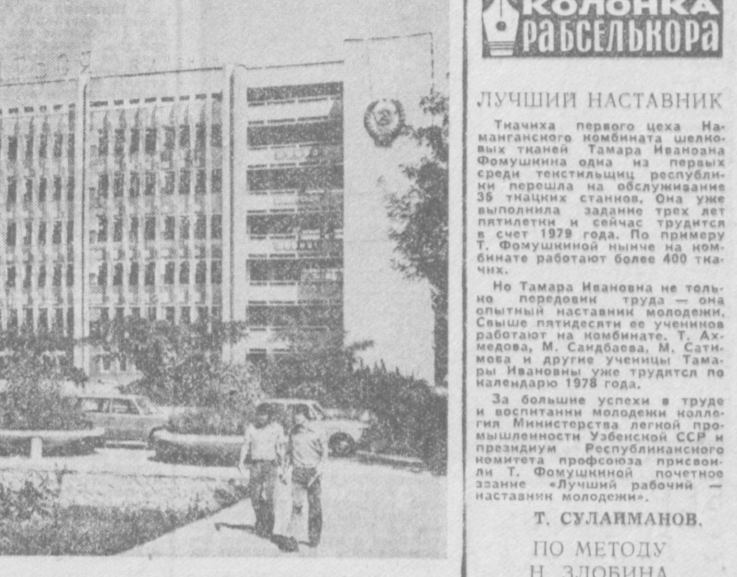 КОЛОНКА
РАБСЕЛЬКОРА
ЛУЧШИЙ НАСТАВНИК
Ткачиха первого цеха На-
манганского комбината шелко-
вых тканей Тамара Ивановна
Фомушкина одна из первых
среди текстильщиц республи-
ки перешла на обслуживание
36 ткацких станков. Она уже
выполнила задание трех лет
пятилетки и сейчас трудится
в счет 1979 года. По примеру
Т. Фомушкиной нынче на ком-
бинате работают более 400 тка-
чих.
Но Тамара Ивановна не толь-
но передовик труда — она
опытный наставник молодежи.
Свыше пятидесяти ее учеников
работают на комбинате. Т. Ах-
медова, М. Саидбаева, М. Сати-
мова и другие ученицы Тама-
ры Ивановны уже трудятся по
календарю 1978 года.
За большие успехи в труде
и воспитании молодежи колле-
гия Министерства легкой про-
мышленности Узбекской ССР и
президиум Республиканского
комитета профсоюза присвои-
ли Т. Фомушкиной почетное
звание «Лучший рабочий —
наставник молодежи».
Т. СУЛАЙМАНОВ.
ПО МЕТОДУ
Н. ЗЛОБИНА